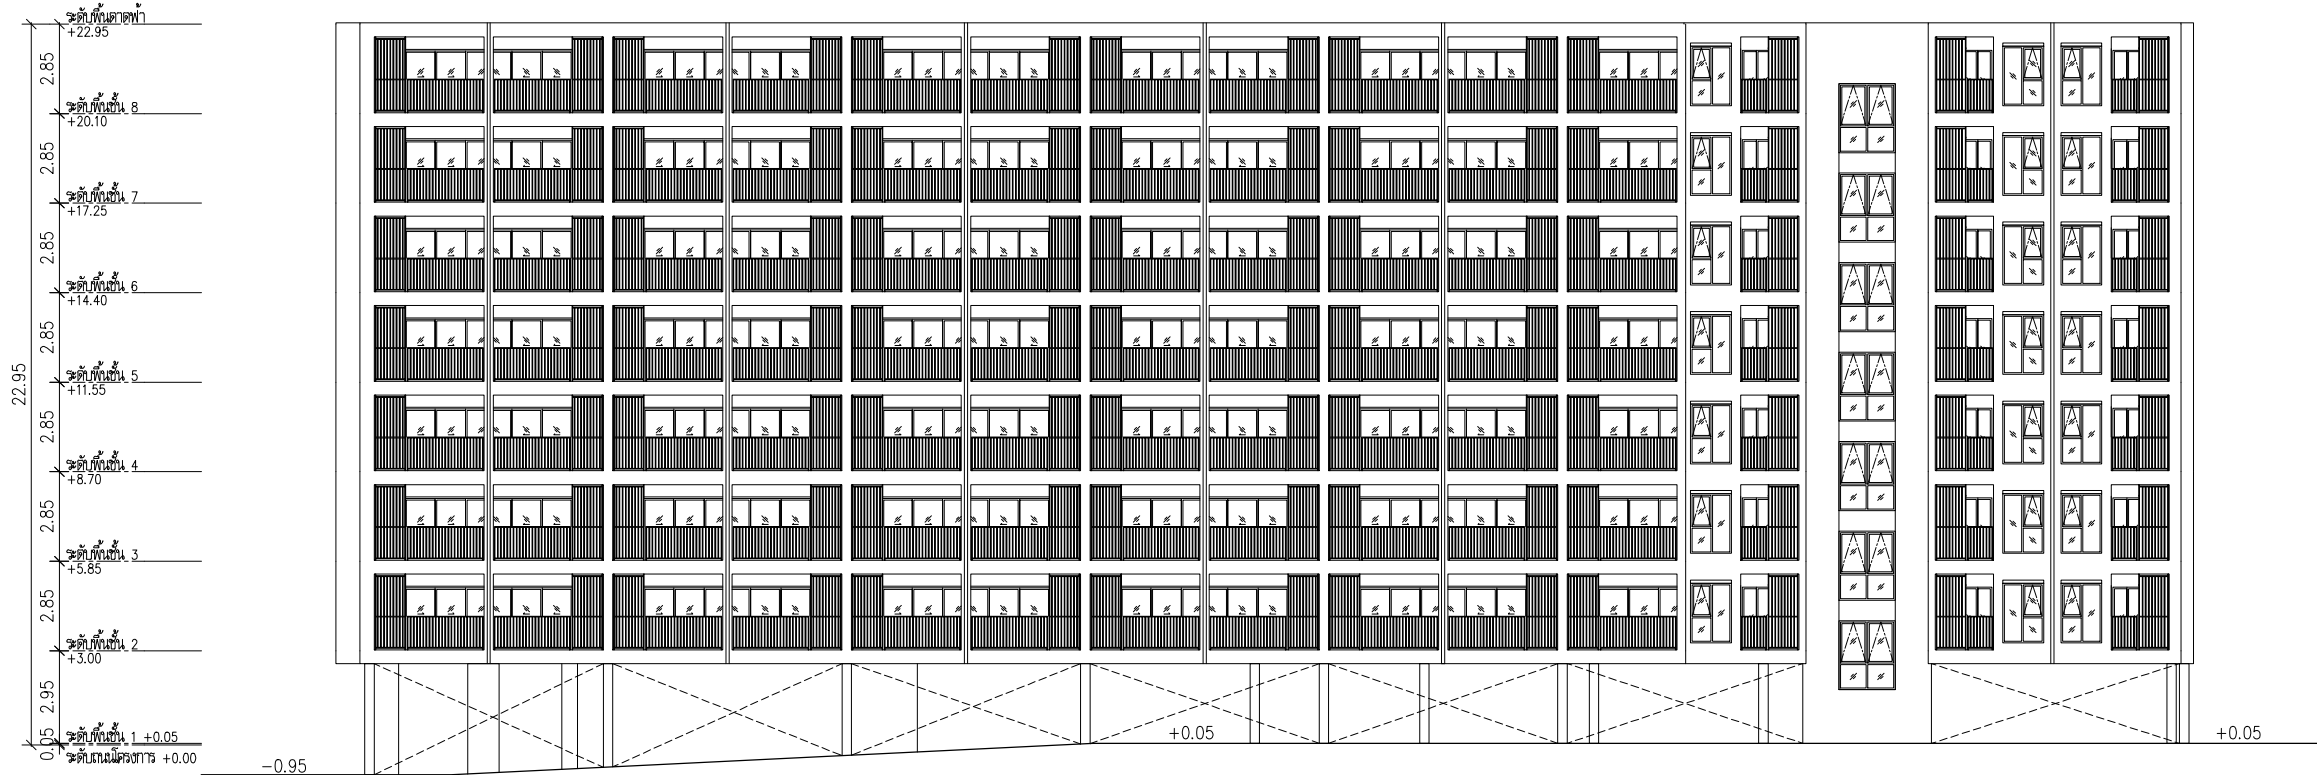 ระดับพื้นดาดฟ้า
+22.95
2.85
ระดับพื้นชั้น 8
+20.10
2.85
ระดับพื้นชั้น 7
+17.25
2.85
ระดับพื้นชั้น 6
+14.40
2.85
ระดับพื้นชั้น 5
+11.55
22.95
2.85
ระดับพื้นชั้น 4
+8.70
2.85
ระดับพื้นชั้น 3
+5.85
2.85
ระดับพื้นชั้น 2
+3.00
2.95
ระดับพื้นชั้น 1 +0.05
0.05
ระดับถนนโครงการ +0.00
-0.95
+0.05
+0.05